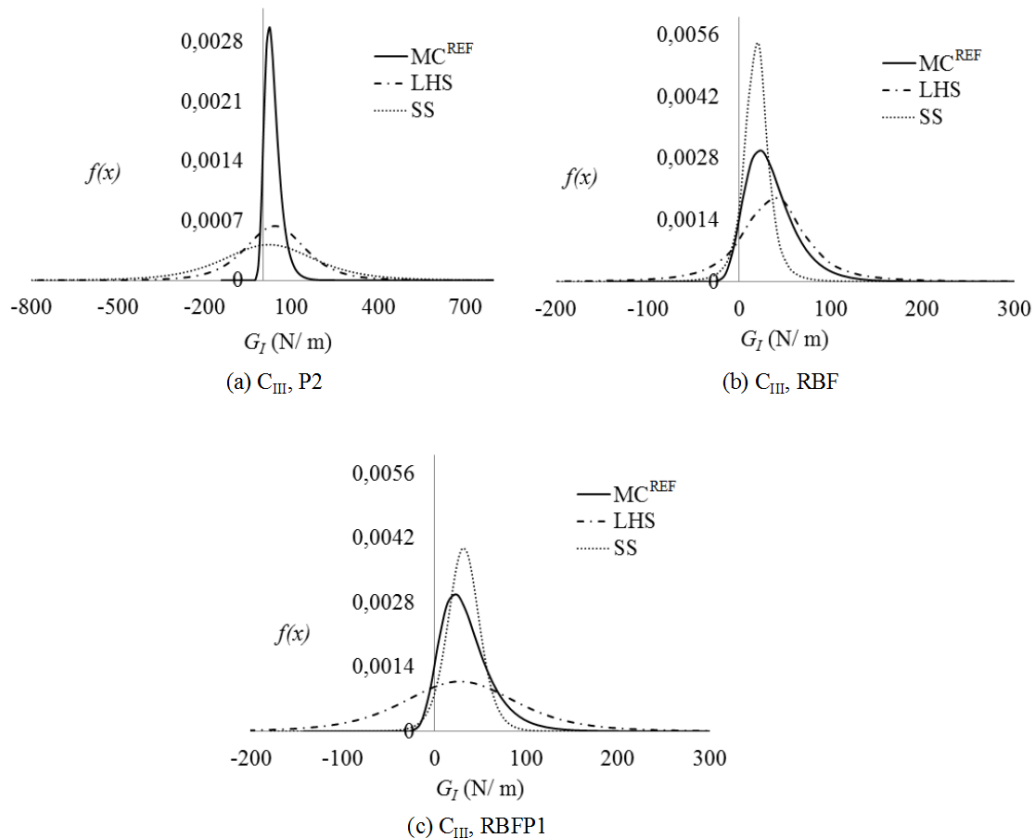 0,0028
0,0021
0,0014
f(x)
0,0007
0
MC^REF
LHS
SS
-800 -500 -200 100 400 700
G_I (N/ m)
(a) C_III, P2
0,0056
0,0042
0,0028
f(x)
0,0014
0
MC^REF
LHS
SS
-200 -100 0 100 200 300
G_I (N/ m)
(b) C_III, RBF
0,0056
0,0042
0,0028
f(x)
0,0014
0
MC^REF
LHS
SS
-200 -100 0 100 200 300
G_I (N/ m)
(c) C_III, RBFP1